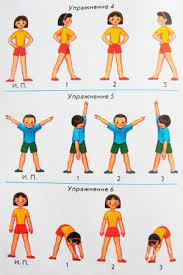 Упражнение 4
И. П. 1 2 3
Упражнение 5
И. П. 1 2 3
Упражнение 6
И. П. 1 2 3